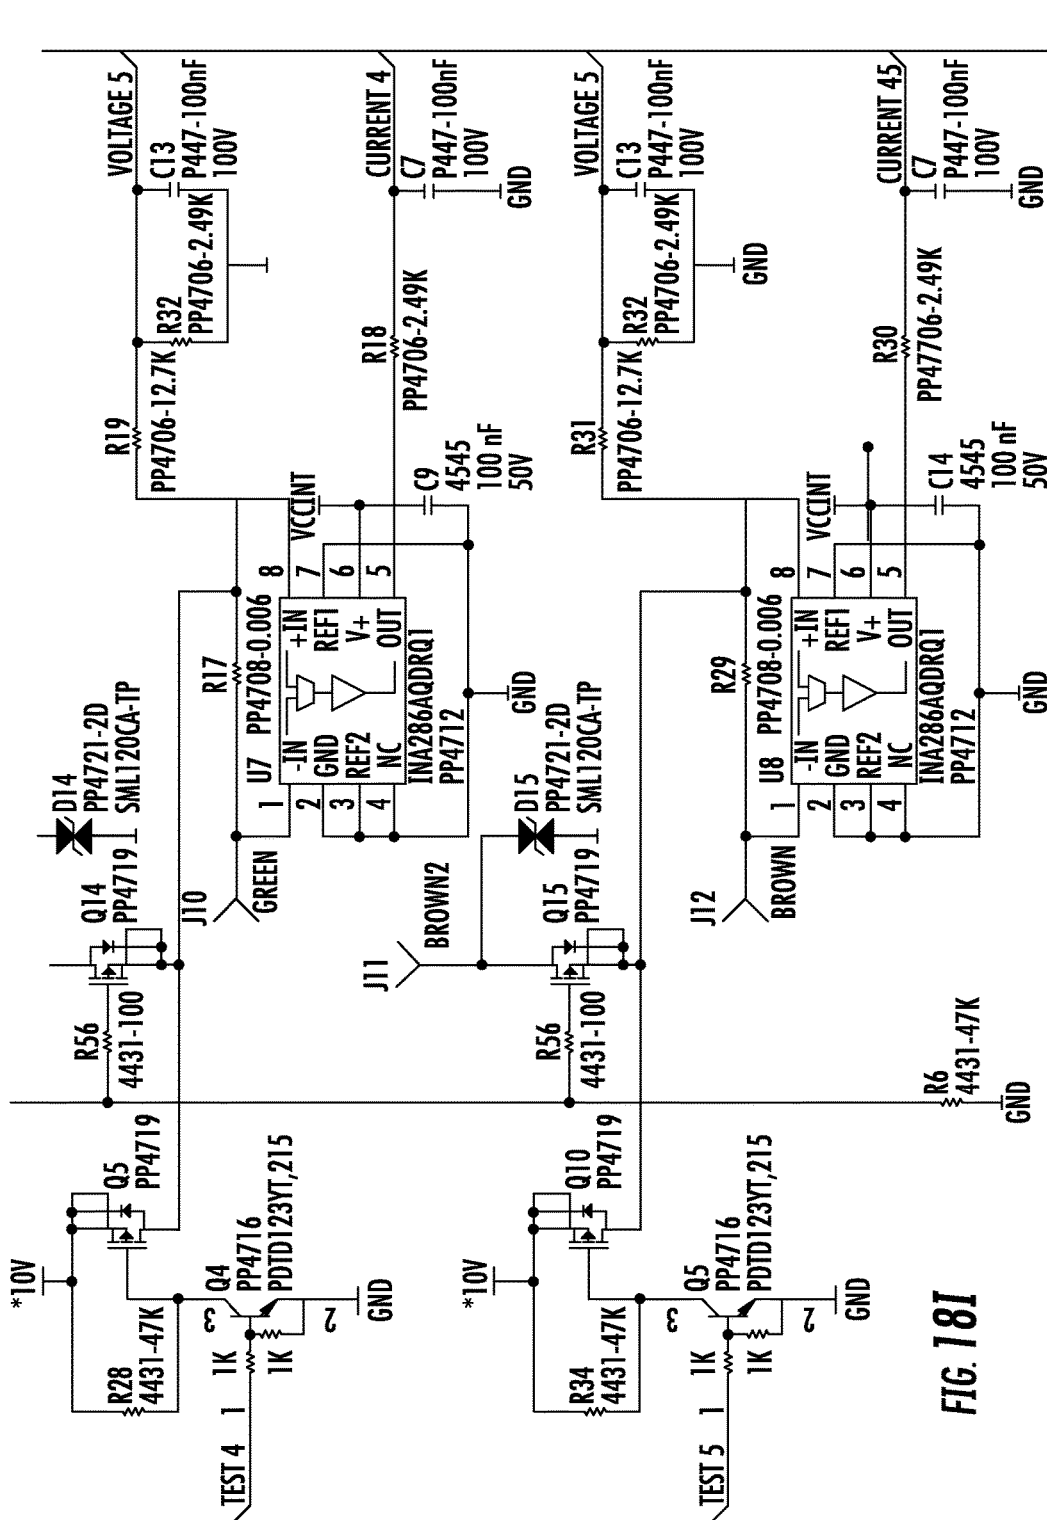 VOLTAGE 5
C13
P447-100nF
100V
R32
PP4706-2.49K
R19
PP4706-12.7K
CURRENT 4
C7
P447-100nF
100V
GND
R18
PP4706-2.49K
VCCINT
C9
4545
100 nF
50V
8
7
6
5
R17
U7
PP4708-0.006
-IN
+IN
GND
REF1
REF2
V+
NC
OUT
INA286AQDRQ1
PP4712
1
2
3
4
GND
D14
PP4721-2D
SML120CA-TP
Q14
PP4719
J10
GREEN
R56
4431-100
Q5
PP4719
*10V
R28
4431-47K
Q4
PP4716
PDTD123YT,215
3
2
GND
1K
1K
1
TEST 4
VOLTAGE 5
C13
P447-100nF
100V
R32
PP4706-2.49K
GND
R31
PP4706-12.7K
CURRENT 45
C7
P447-100nF
100V
GND
R30
PP47706-2.49K
VCCINT
C14
4545
100 nF
50V
8
7
6
5
R29
U8
PP4708-0.006
-IN
+IN
GND
REF1
REF2
V+
NC
OUT
INA286AQDRQ1
PP4712
1
2
3
4
GND
D15
PP4721-2D
SML120CA-TP
Q15
PP4719
J11
BROWN2
J12
BROWN
R56
4431-100
R6
4431-47K
GND
Q10
PP4719
*10V
R34
4431-47K
Q5
PP4716
PDTD123YT,215
3
2
GND
1K
1K
1
TEST 5
FIG. 18I